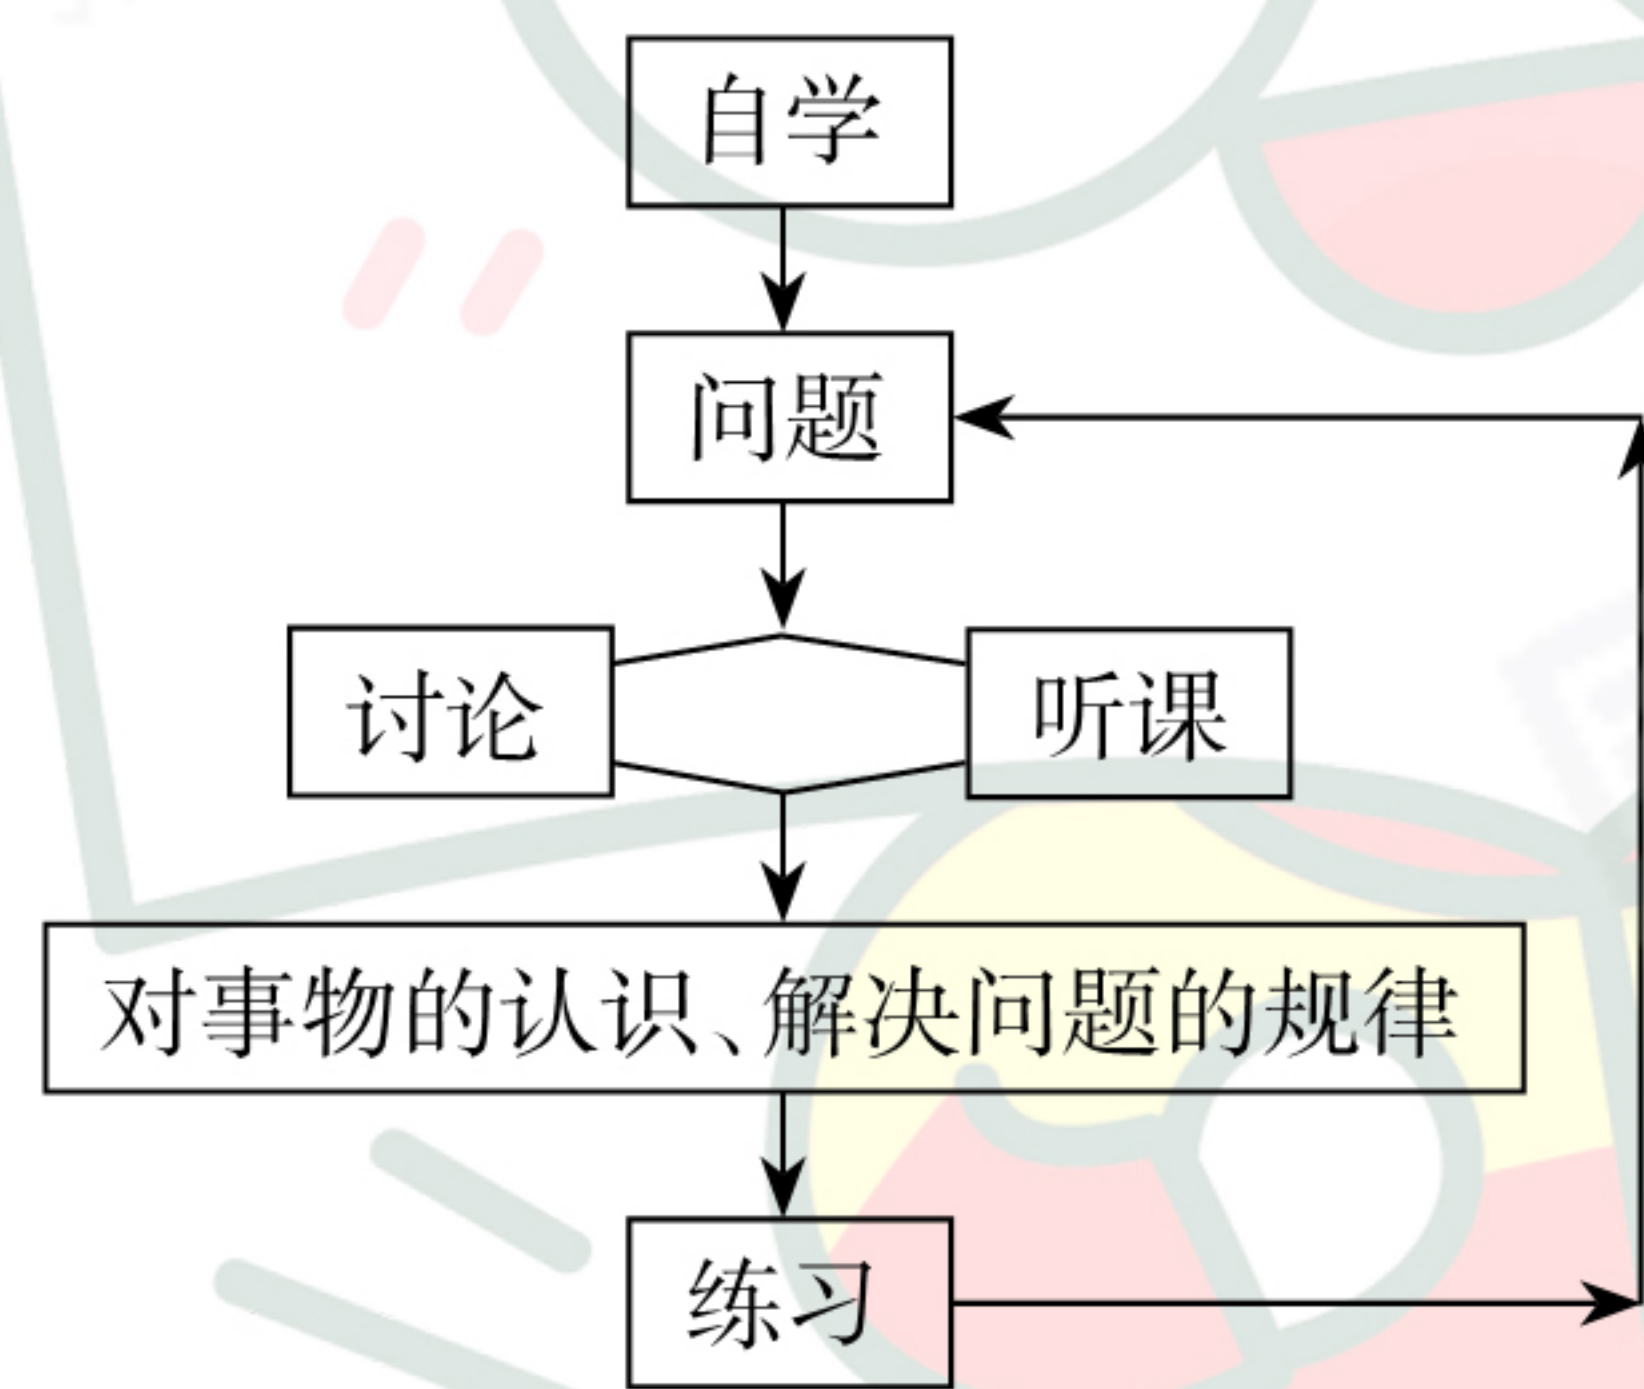 自学
问题
讨论
听课
对事物的认识、解决问题的规律
练习